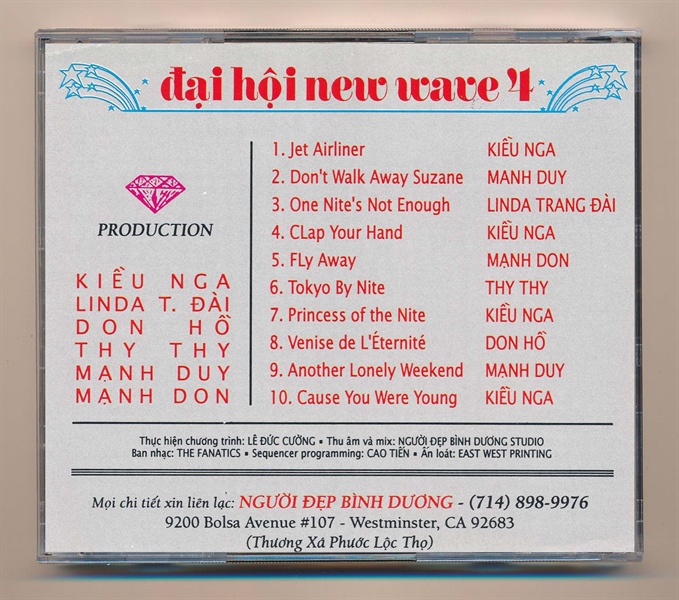 đại hội new wave 4
PRODUCTION
KIỀU NGA
LINDA T. ĐÀI
DON HỒ
THY THY
MẠNH DUY
MẠNH DON
1. Jet Airliner KIỀU NGA
2. Don't Walk Away Suzane MANH DUY
3. One Nite's Not Enough LINDA TRANG ĐÀI
4. CLap Your Hand KIỀU NGA
5. FLy Away MẠNH DON
6. Tokyo By Nite THY THY
7. Princess of the Nite KIỀU NGA
8. Venise de L'Éternité DON HỒ
9. Another Lonely Weekend MẠNH DUY
10. Cause You Were Young KIỀU NGA
Thực hiện chương trình: LÊ ĐỨC CƯỜNG ▪ Thu âm và mix: NGƯỜI ĐẸP BÌNH DƯƠNG STUDIO
Ban nhạc: THE FANATICS ▪ Sequencer programming: CAO TIẾN ▪ Ấn loát: EAST WEST PRINTING
Mọi chi tiết xin liên lạc: NGƯỜI ĐẸP BÌNH DƯƠNG - (714) 898-9976
9200 Bolsa Avenue #107 - Westminster, CA 92683
(Thương Xá Phước Lộc Thọ)